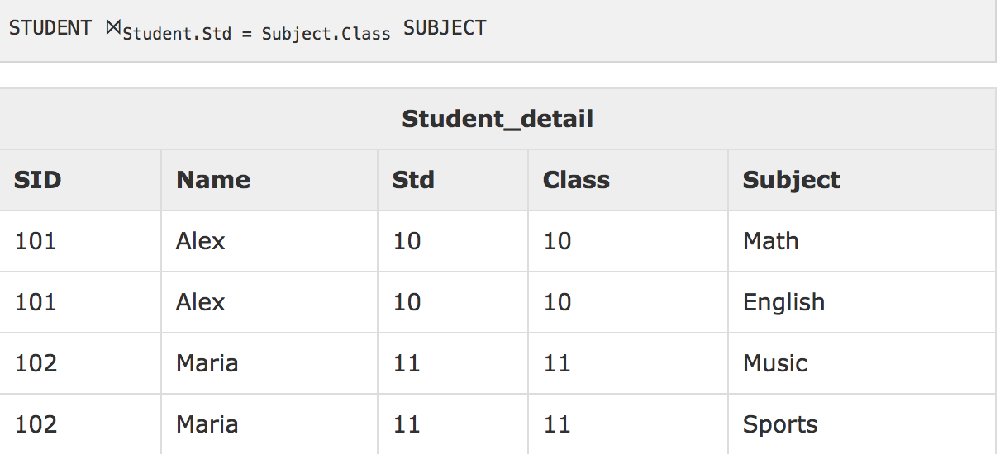 STUDENT ⋈Student.Std = Subject.Class SUBJECT
Student_detail
SID Name Std Class Subject
101 Alex 10 10 Math
101 Alex 10 10 English
102 Maria 11 11 Music
102 Maria 11 11 Sports